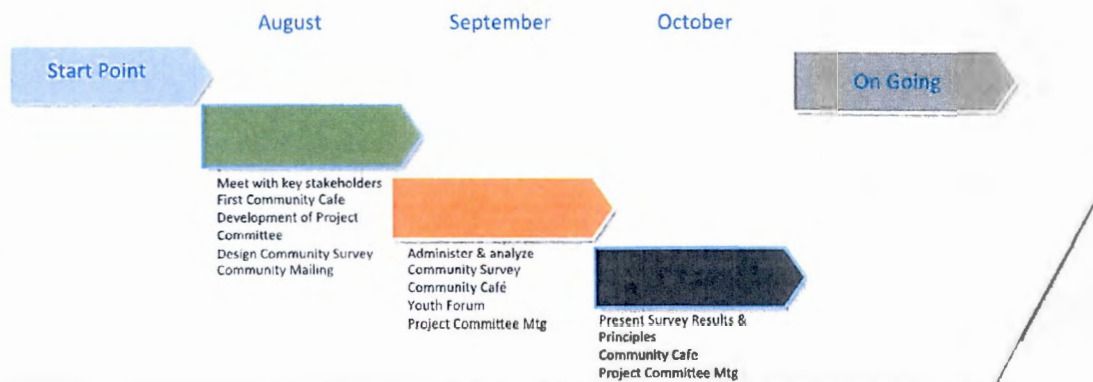 August
September
October
Start Point
On Going
Meet with key stakeholders
First Community Cafe
Development of Project
Committee
Design Community Survey
Community Mailing
Administer & analyze
Community Survey
Community Café
Youth Forum
Project Committee Mtg
Present Survey Results &
Principles
Community Cafe
Project Committee Mtg